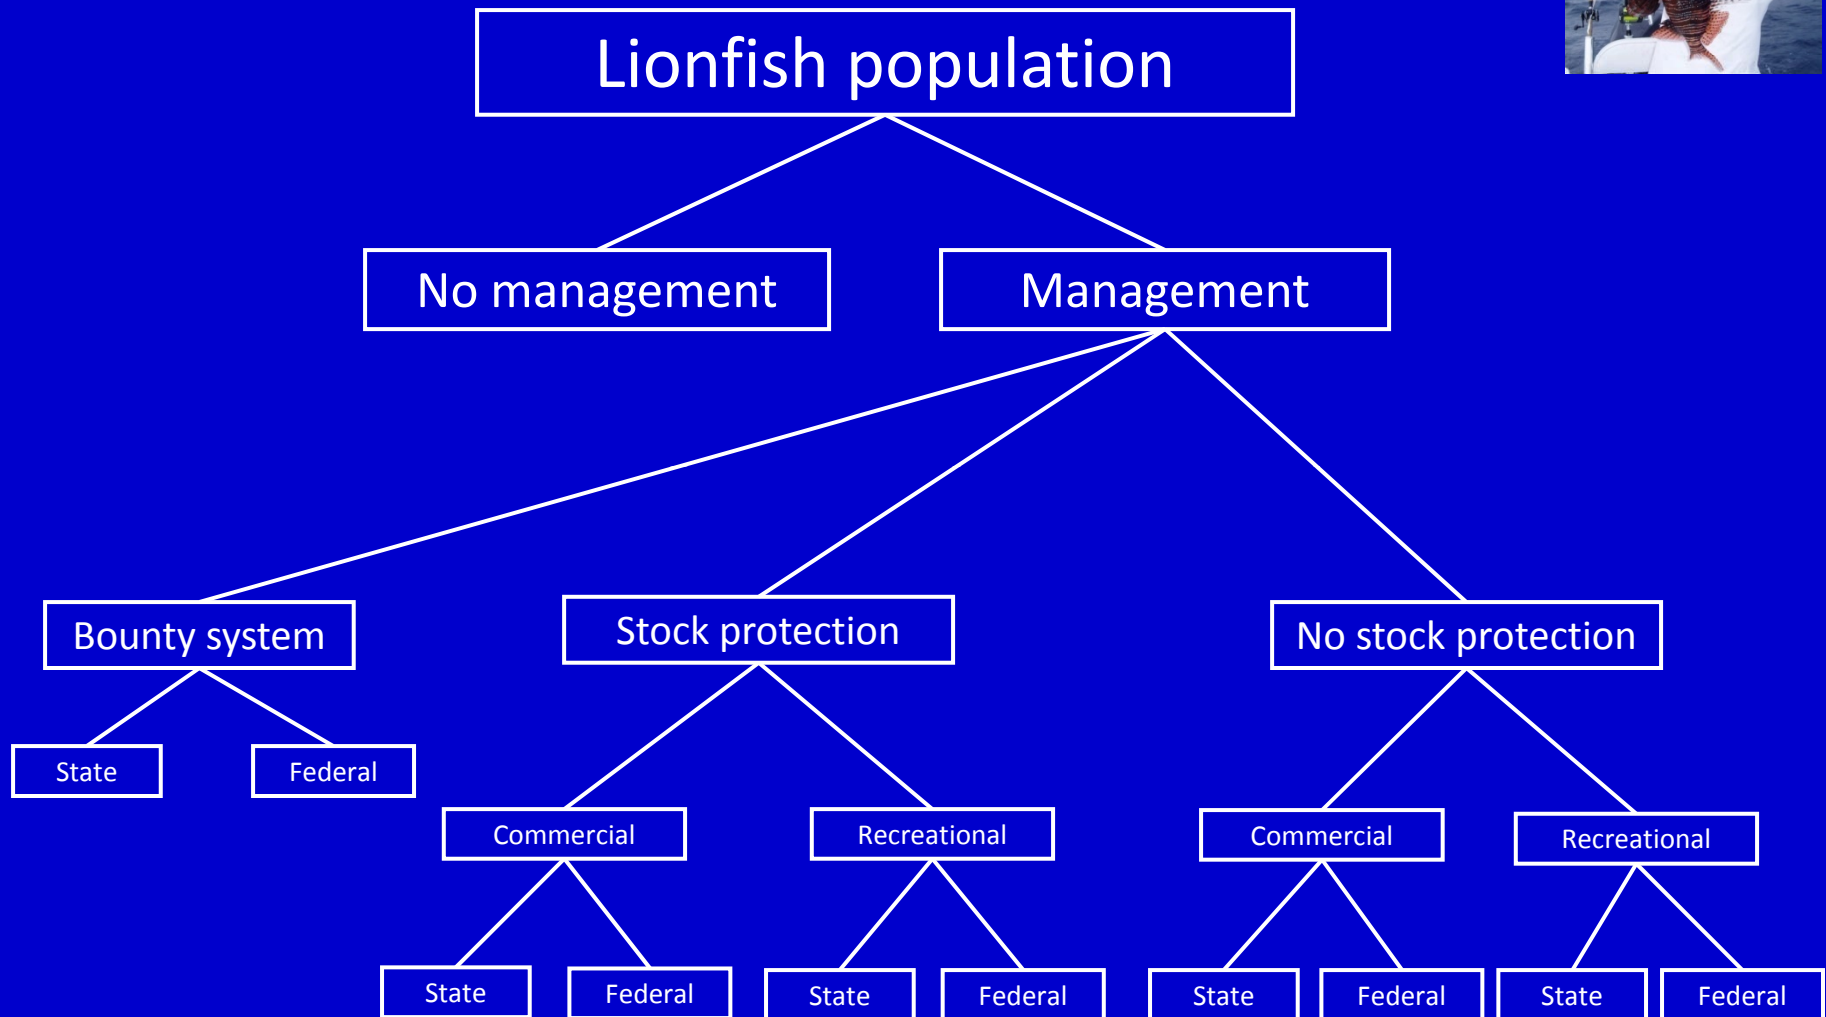 Lionfish population
No management
Management
Bounty system
Stock protection
No stock protection
State
Federal
Commercial
Recreational
Commercial
Recreational
State
Federal
State
Federal
State
Federal
State
Federal